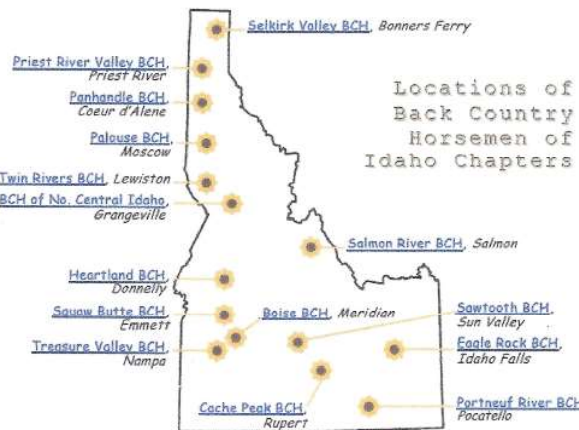 Selkirk Valley BCH, Bonners Ferry
Priest River Valley BCH,
Priest River
Panhandle BCH,
Coeur d'Alene
Locations of
Back Country
Horsemen of
Idaho Chapters
Palouse BCH,
Moscow
Twin Rivers BCH, Lewiston
BCH of No. Central Idaho,
Grangeville
Salmon River BCH, Salmon
Heartland BCH,
Donnelly
Squaw Butte BCH,
Emmett
Boise BCH, Meridian
Sawtooth BCH,
Sun Valley
Treasure Valley BCH,
Nampa
Eagle Rock BCH,
Idaho Falls
Cache Peak BCH,
Rupert
Portneuf River BCH
Pocatello